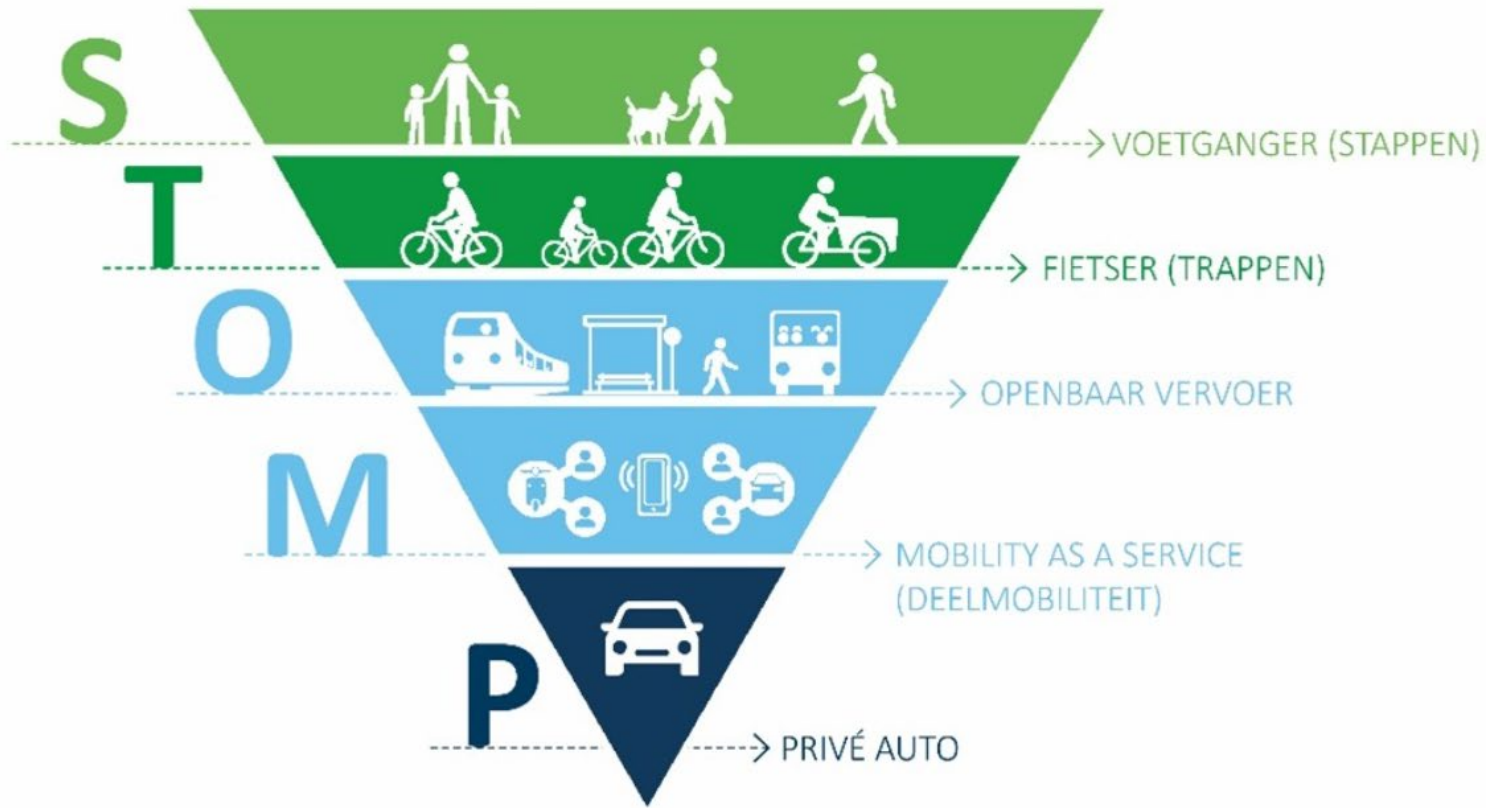 S
VOETGANGER (STAPPEN)
T
FIETSER (TRAPPEN)
O
OPENBAAR VERVOER
M
MOBILITY AS A SERVICE
(DEELMOBILITEIT)
P
PRIVÉ AUTO